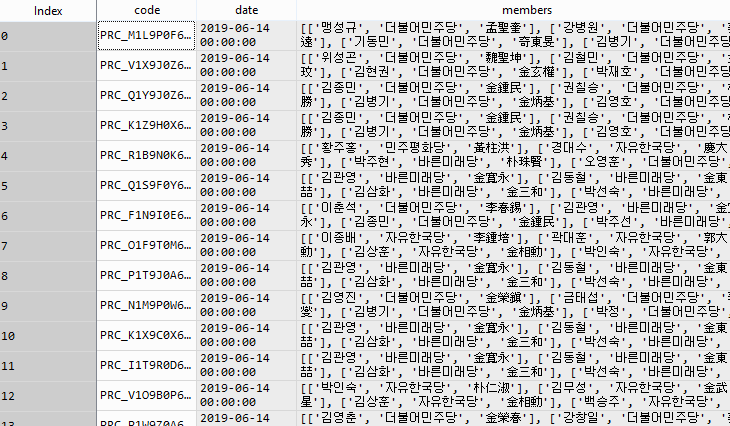 Index code date members
0 PRC_M1L9P0F6… 2019-06-14 [['맹성규', '더불어민주당', '孟聖奎'], ['강병원', '더불어민주당',
00:00:00 遠'], ['기동민', '더불어민주당', '奇東旻'], ['김병기', '더불어민주당',
1 PRC_V1X9J0Z6… 2019-06-14 [['위성곤', '더불어민주당', '魏聖坤'], ['김철민', '더불어민주당',
00:00:00 玟'], ['김현권', '더불어민주당', '金玄權'], ['박재호', '더불어민주당',
2 PRC_Q1Y9J0Z6… 2019-06-14 [['김종민', '더불어민주당', '金鍾民'], ['권칠승', '더불어민주당',
00:00:00 勝'], ['김병기', '더불어민주당', '金炳基'], ['김영호', '더불어민주당',
3 PRC_K1Z9H0X6… 2019-06-14 [['김종민', '더불어민주당', '金鍾民'], ['권칠승', '더불어민주당',
00:00:00 勝'], ['김병기', '더불어민주당', '金炳基'], ['김영호', '더불어민주당',
4 PRC_R1B9N0K6… 2019-06-14 [['황주홍', '민주평화당', '黃柱洪'], ['경대수', '자유한국당', '慶大
00:00:00 秀'], ['박주현', '바른미래당', '朴珠賢'], ['오영훈', '더불어민주당',
5 PRC_Q1S9F0Y6… 2019-06-14 [['김관영', '바른미래당', '金寬永'], ['김동철', '바른미래당', '金東
00:00:00 喆'], ['김삼화', '바른미래당', '金三和'], ['박선숙', '바른미래당',
6 PRC_F1N9I0E6… 2019-06-14 [['이춘석', '더불어민주당', '李春錫'], ['김관영', '바른미래당',
00:00:00 永'], ['김종민', '더불어민주당', '金鍾民'], ['박주선', '바른미래당',
7 PRC_O1F9T0M6… 2019-06-14 [['이종배', '자유한국당', '李鍾培'], ['곽대훈', '자유한국당', '郭大
00:00:00 勳'], ['김상훈', '자유한국당', '金相勳'], ['박인숙', '자유한국당',
8 PRC_P1T9J0A6… 2019-06-14 [['김관영', '바른미래당', '金寬永'], ['김동철', '바른미래당', '金東
00:00:00 喆'], ['김삼화', '바른미래당', '金三和'], ['박선숙', '바른미래당',
9 PRC_N1M9P0W6… 2019-06-14 [['김영진', '더불어민주당', '金榮鎭'], ['금태섭', '더불어민주당',
00:00:00 燮'], ['김병기', '더불어민주당', '金炳基'], ['박정', '더불어민주당',
10 PRC_K1X9C0X6… 2019-06-14 [['김관영', '바른미래당', '金寬永'], ['김동철', '바른미래당', '金東
00:00:00 喆'], ['김삼화', '바른미래당', '金三和'], ['박선숙', '바른미래당',
11 PRC_I1T9R0D6… 2019-06-14 [['김관영', '바른미래당', '金寬永'], ['김동철', '바른미래당', '金東
00:00:00 喆'], ['김삼화', '바른미래당', '金三和'], ['박선숙', '바른미래당',
12 PRC_V1O9B0P6… 2019-06-14 [['박인숙', '자유한국당', '朴仁淑'], ['김무성', '자유한국당', '金武
00:00:00 星'], ['김상훈', '자유한국당', '金相勳'], ['백승주', '자유한국당',
2019-06-14 [['김영춘', '더불어민주당', '金榮春'], ['강창일', '더불어민주당',